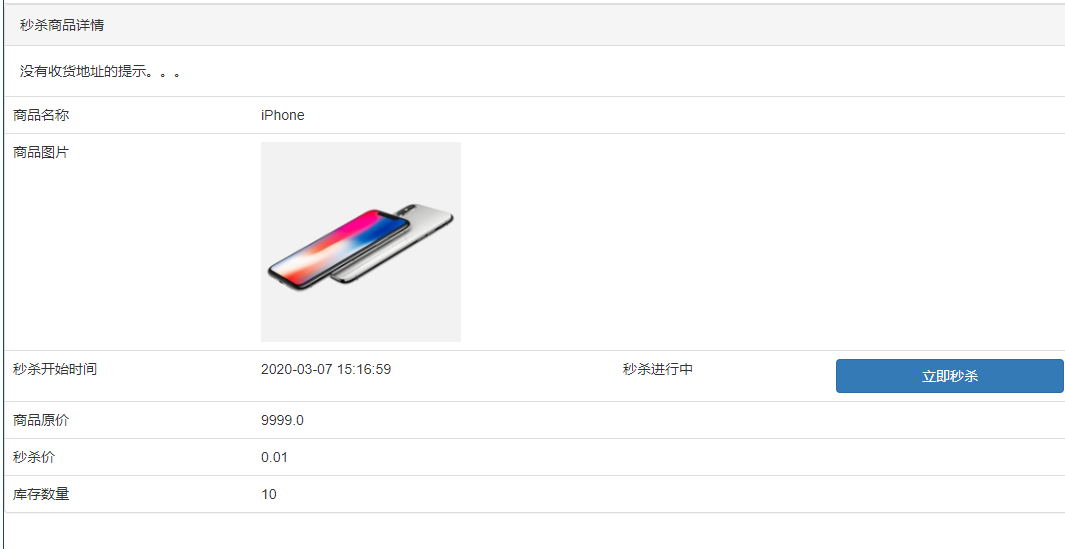 秒杀商品详情
没有收货地址的提示。。。
商品名称 iPhone
商品图片
秒杀开始时间 2020-03-07 15:16:59 秒杀进行中 立即秒杀
商品原价 9999.0
秒杀价 0.01
库存数量 10